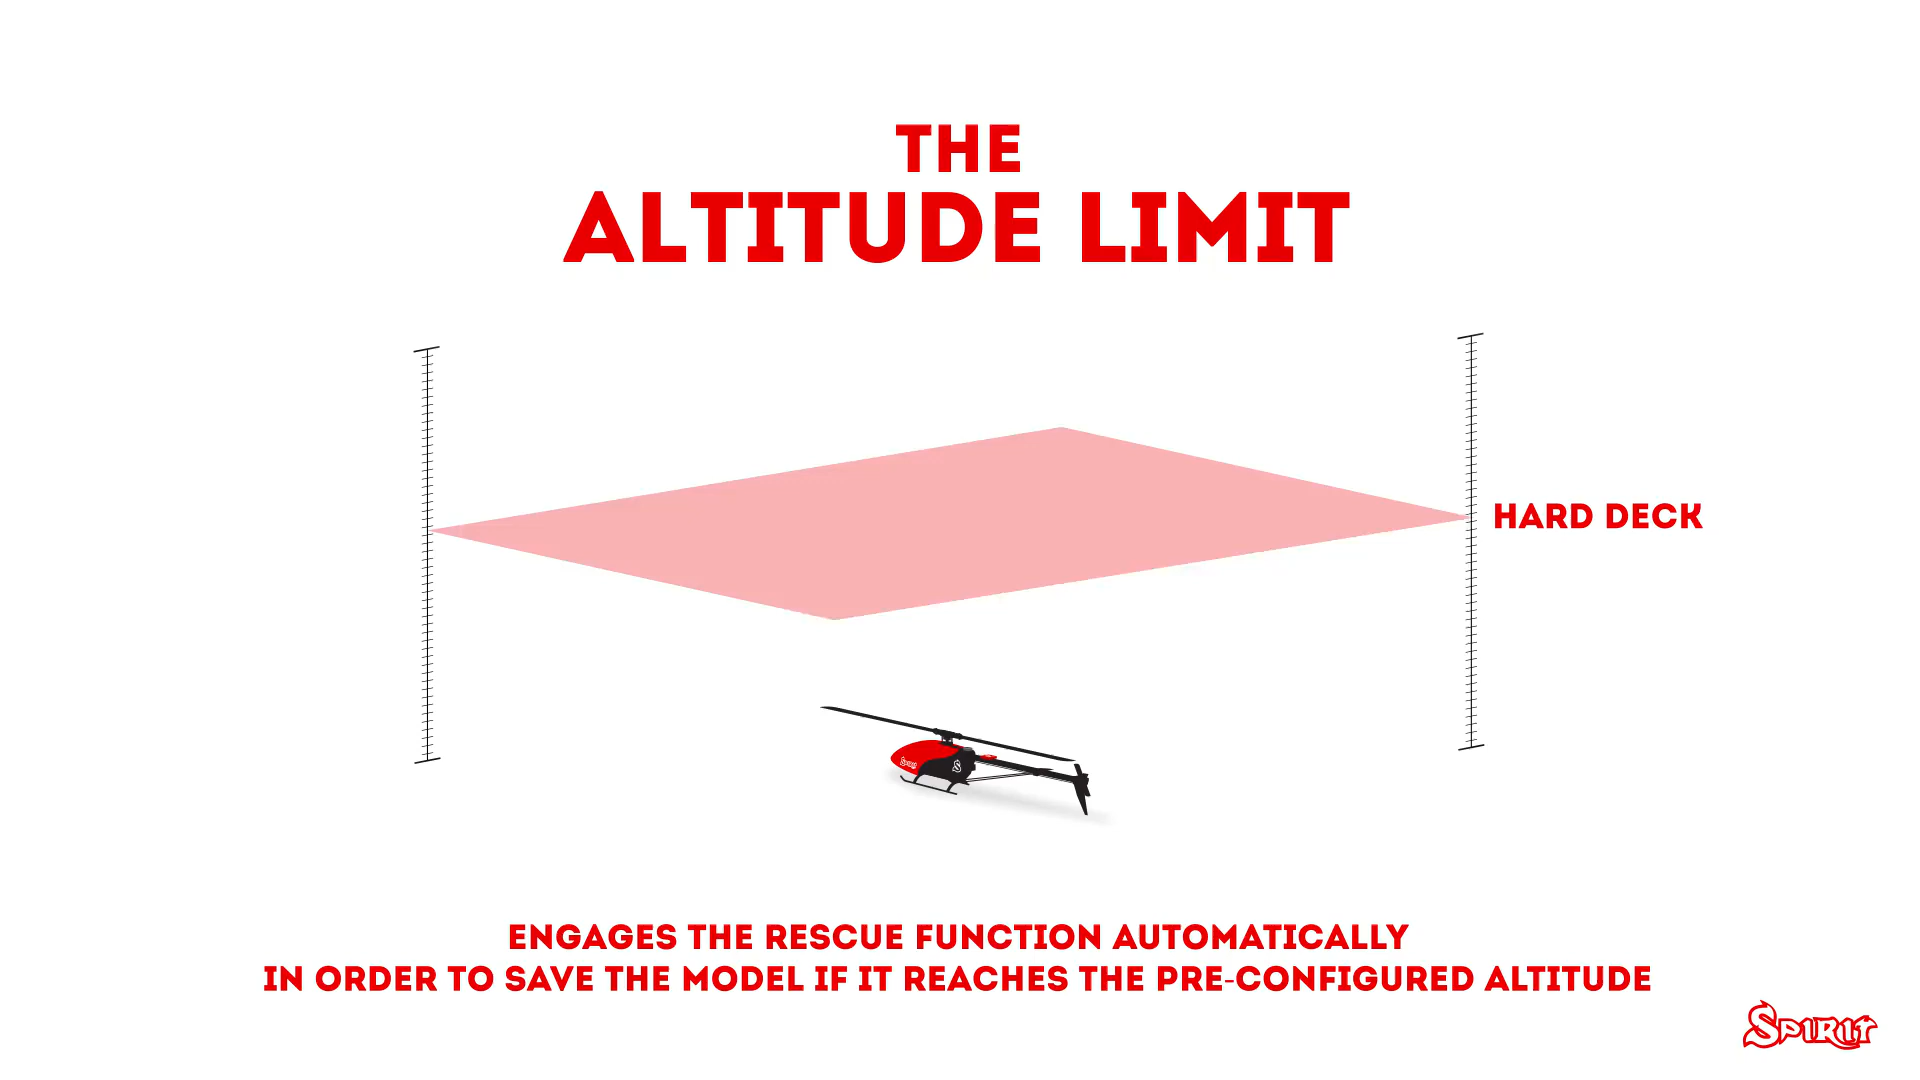 THE
ALTITUDE LIMIT
HARD DECK
Spirit
S
ENGAGES THE RESCUE FUNCTION AUTOMATICALLY
IN ORDER TO SAVE THE MODEL IF IT REACHES THE PRE-CONFIGURED ALTITUDE
SPIRIT